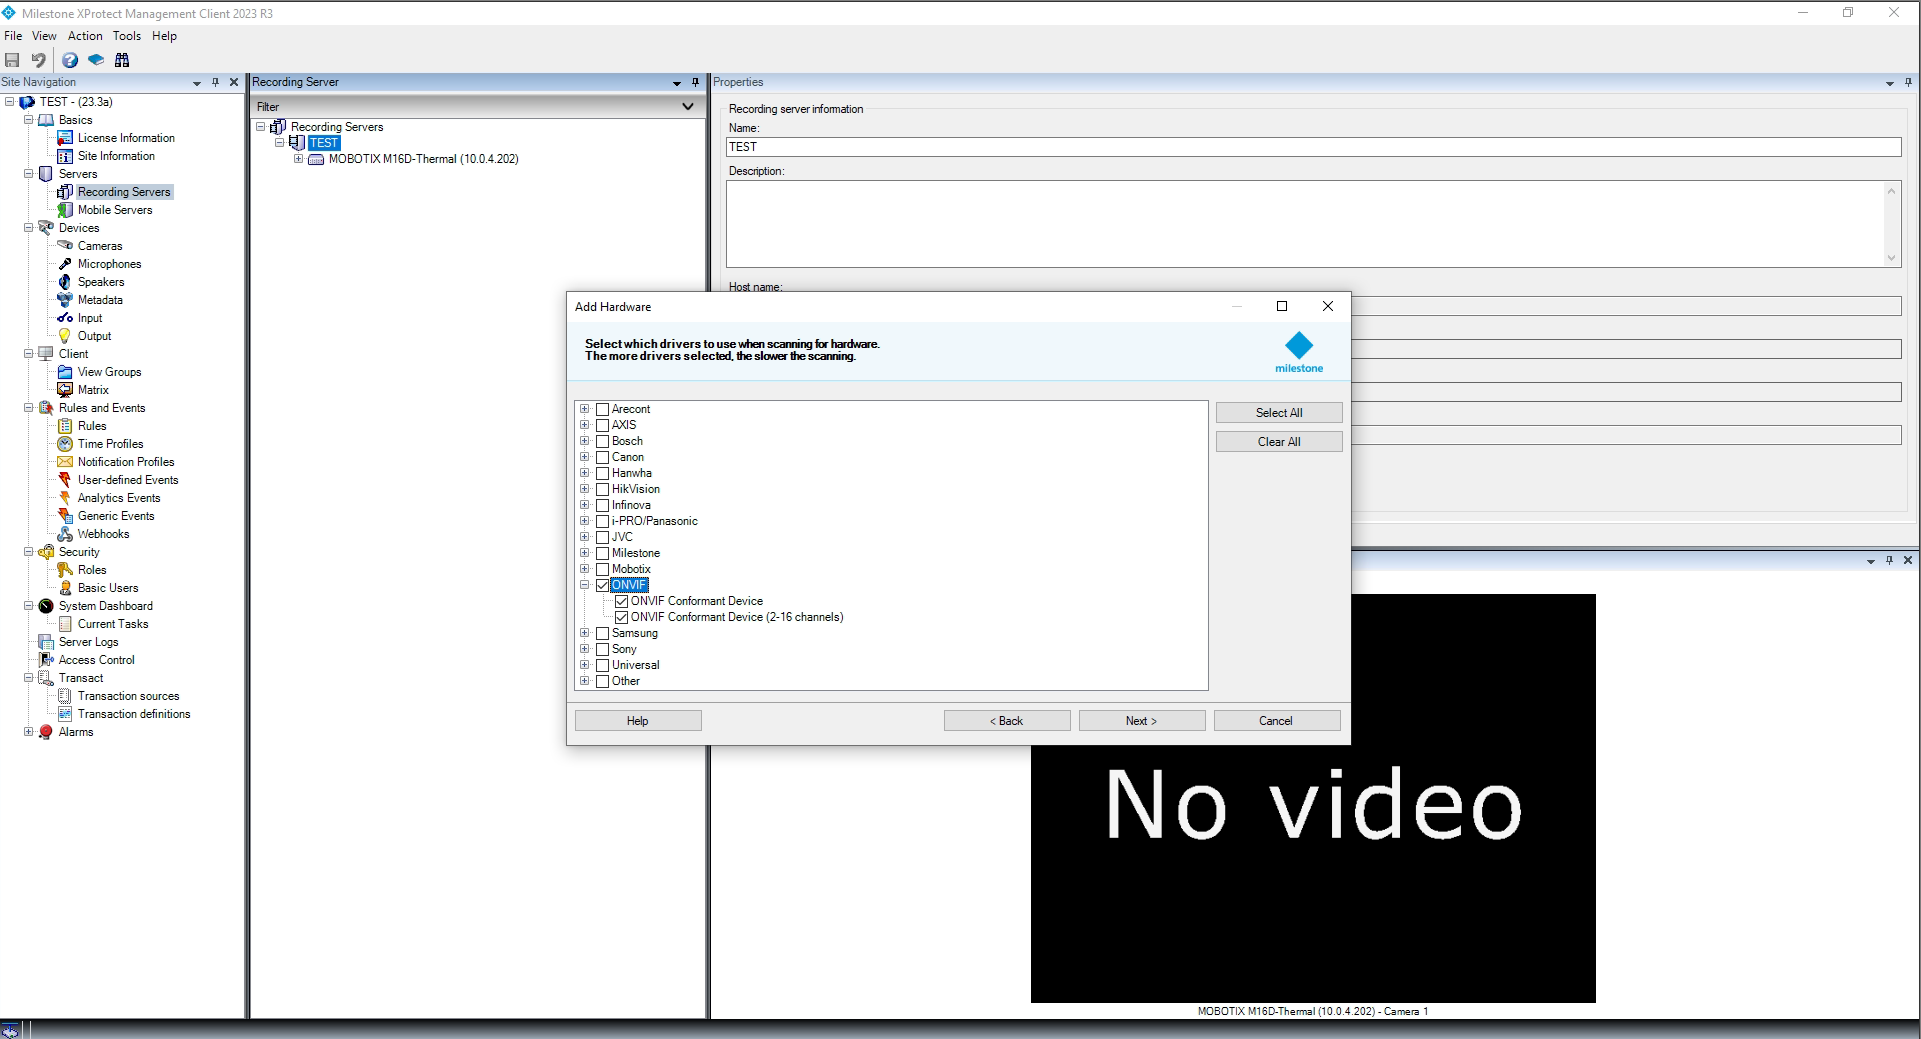 Milestone XProtect Management Client 2023 R3
File View Action Tools Help
Site Navigation
TEST - (23.3a)
Basics
License Information
Site Information
Servers
Recording Servers
Mobile Servers
Devices
Cameras
Microphones
Speakers
Metadata
Input
Output
Client
View Groups
Matrix
Rules and Events
Rules
Time Profiles
Notification Profiles
User-defined Events
Analytics Events
Generic Events
Webhooks
Security
Roles
Basic Users
System Dashboard
Current Tasks
Server Logs
Access Control
Transact
Transaction sources
Transaction definitions
Alarms
Recording Server
Filter
Recording Servers
TEST
MOBOTIX M16D-Thermal (10.0.4.202)
Properties
Recording server information
Name:
TEST
Description:
Host name:
Add Hardware
Select which drivers to use when scanning for hardware.
The more drivers selected, the slower the scanning.
milestone
Arecont
AXIS
Bosch
Canon
Hanwha
HikVision
Infinova
i-PRO/Panasonic
JVC
Milestone
Mobotix
ONVIF
ONVIF Conformant Device
ONVIF Conformant Device (2-16 channels)
Samsung
Sony
Universal
Other
Select All
Clear All
Help
< Back
Next >
Cancel
No video
MOBOTIX M16D-Thermal (10.0.4.202) - Camera 1